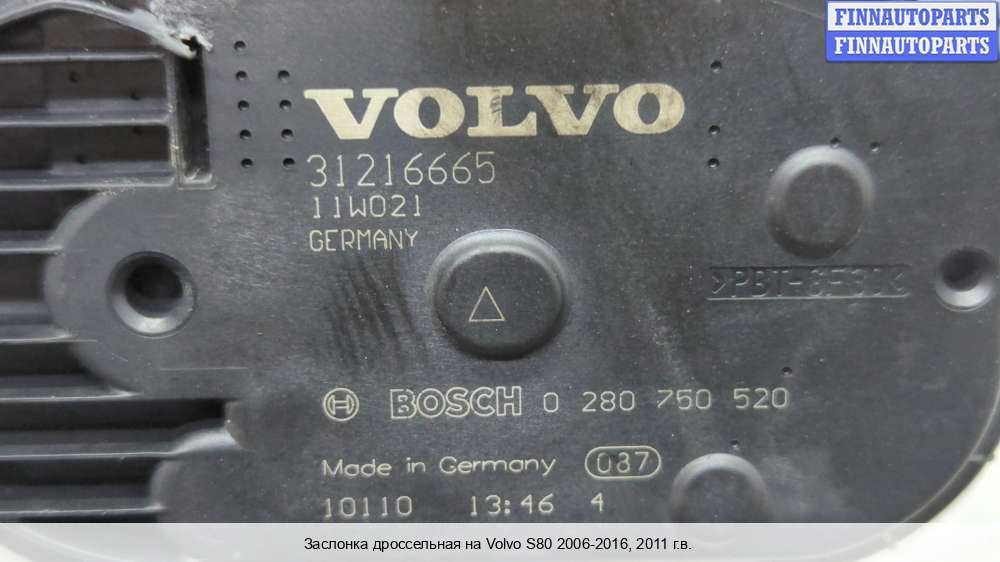 FINNAUTOPARTS
FINNAUTOPARTS
VOLVO
31216665
11W021
GERMANY
>PBT-GF30<
BOSCH 0 280 750 520
Made in Germany 087
10110 13:46 4
Заслонка дроссельная на Volvo S80 2006-2016, 2011 г.в.